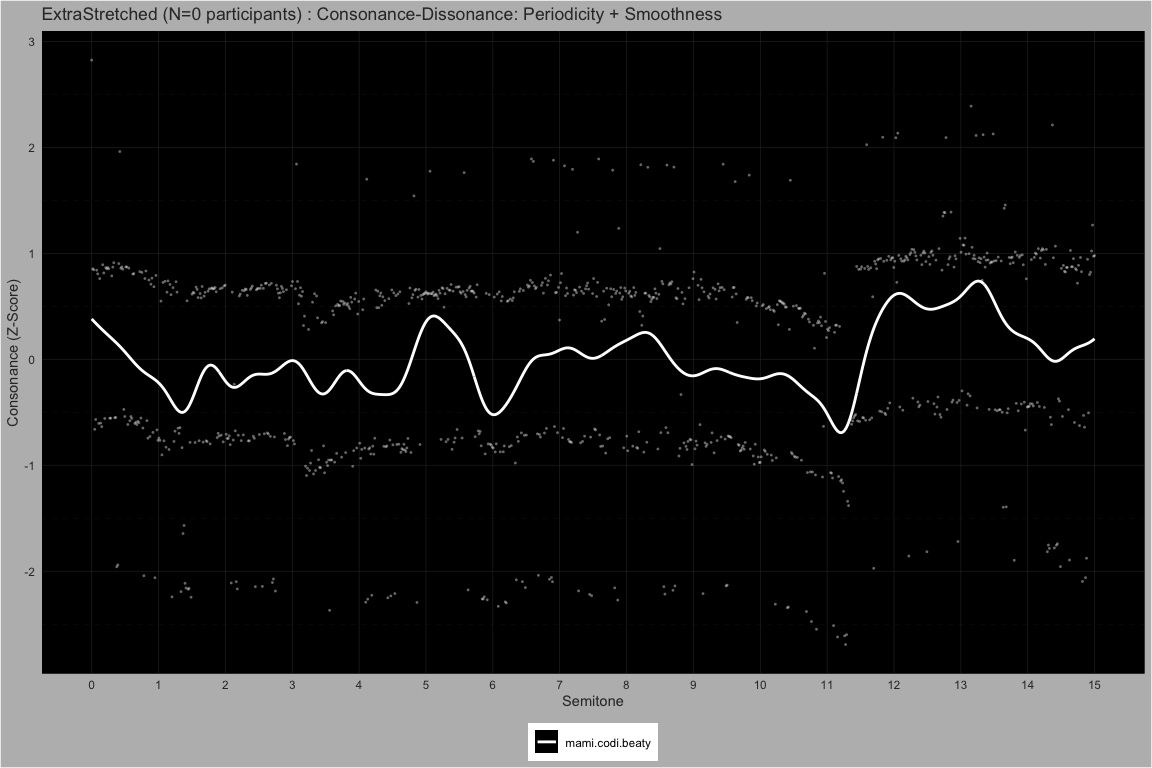 ExtraStretched (N=0 participants) : Consonance-Dissonance: Periodicity + Smoothness
3
2
1
0
-1
-2
Consonance (Z-Score)
0 1 2 3 4 5 6 7 8 9 10 11 12 13 14 15
Semitone
mami.codi.beaty